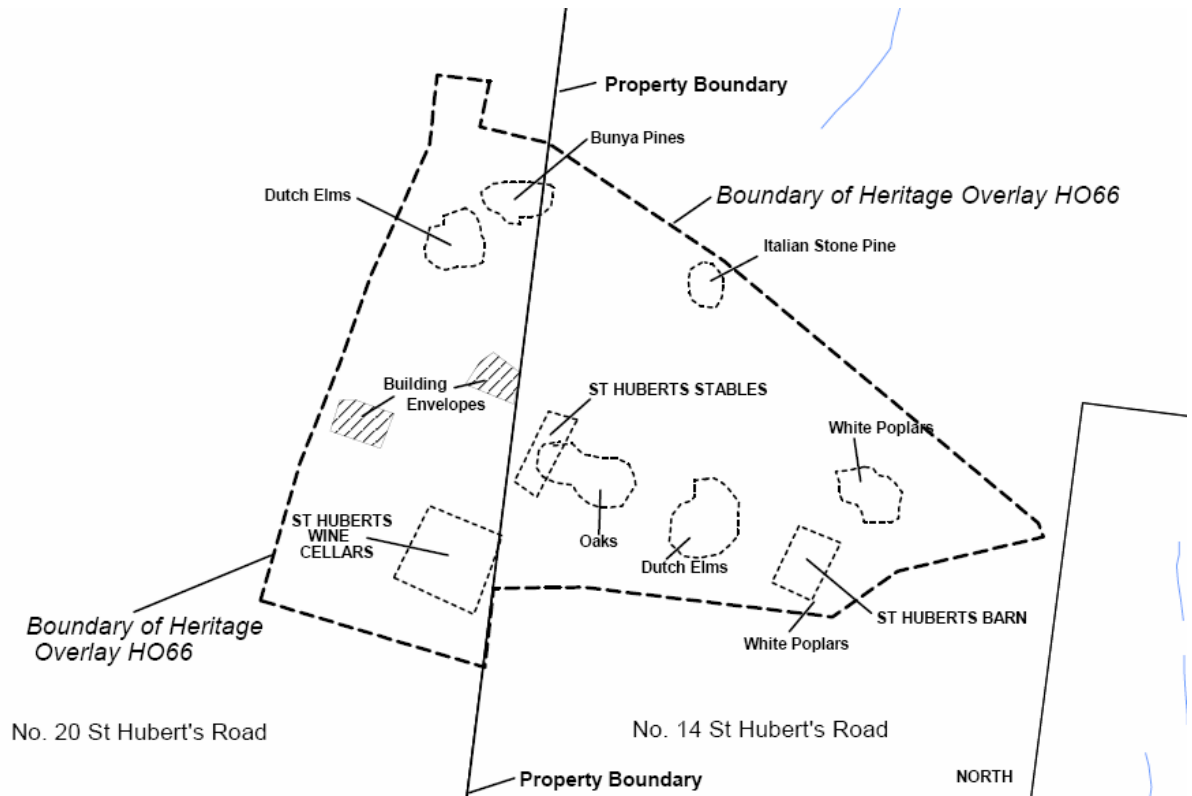 Property Boundary
Bunya Pines
Dutch Elms
Boundary of Heritage Overlay HO66
Italian Stone Pine
Building
Envelopes
ST HUBERTS STABLES
White Poplars
ST HUBERTS
WINE
CELLARS
Oaks
Dutch Elms
ST HUBERTS BARN
White Poplars
Boundary of Heritage
Overlay HO66
No. 20 St Hubert's Road
No. 14 St Hubert's Road
Property Boundary
NORTH